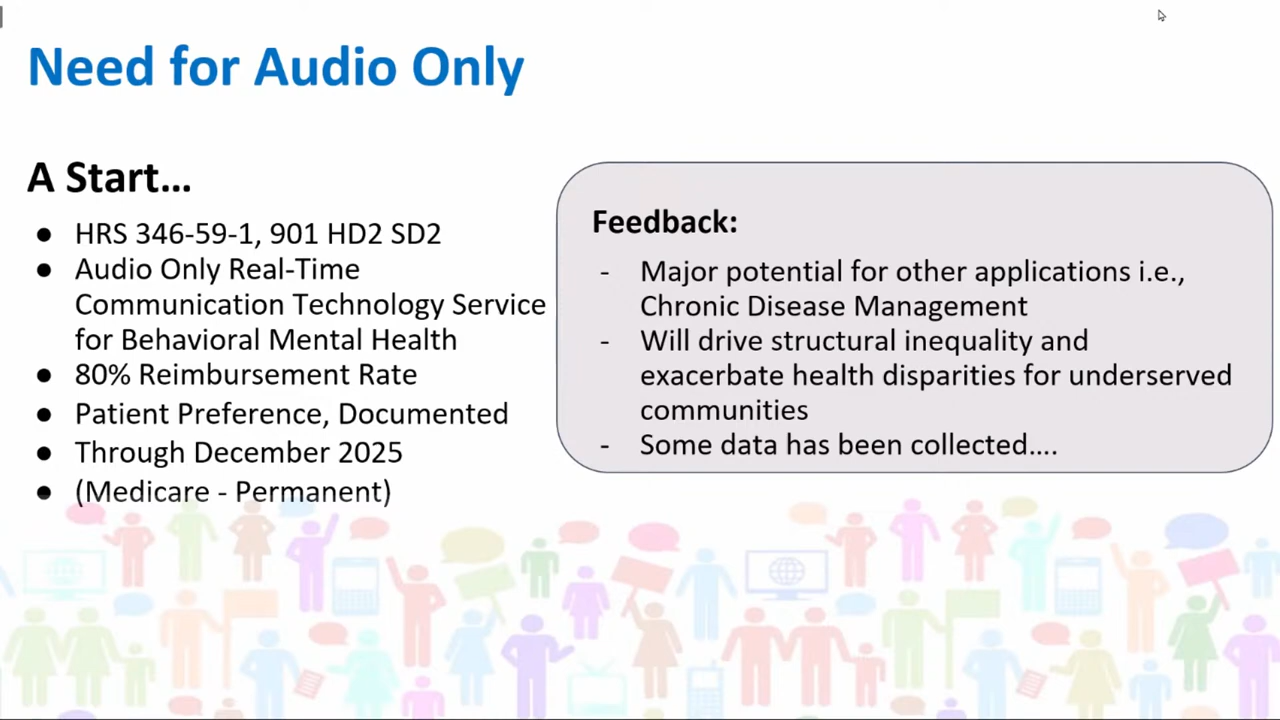 Need for Audio Only
A Start...
● HRS 346-59-1, 901 HD2 SD2
● Audio Only Real-Time
Communication Technology Service
for Behavioral Mental Health
● 80% Reimbursement Rate
● Patient Preference, Documented
● Through December 2025
● (Medicare - Permanent)
Feedback:
- Major potential for other applications i.e.,
Chronic Disease Management
- Will drive structural inequality and
exacerbate health disparities for underserved
communities
- Some data has been collected....